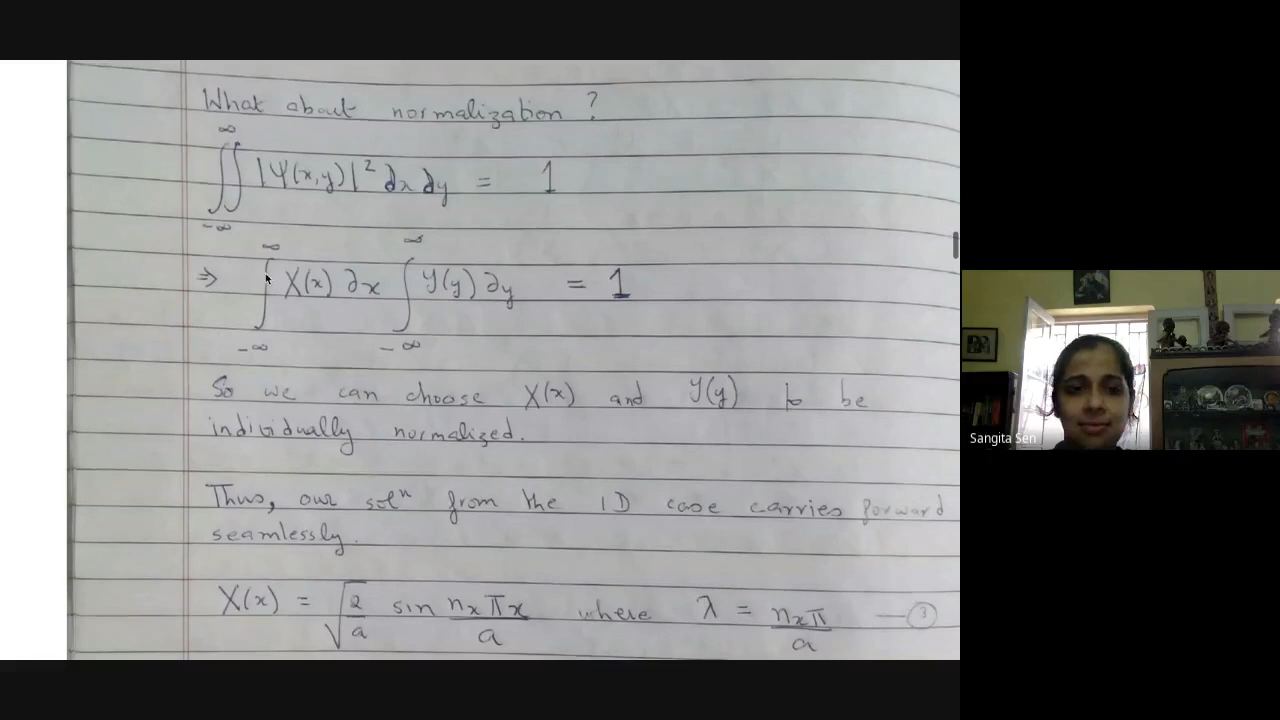 What about normalization ?
∞
∬ |Ψ(x,y)|² ∂x ∂y = 1
-∞
∞ ∞
⇒ ∫ X(x) ∂x ∫ Y(y) ∂y = 1
-∞ -∞
So we can choose X(x) and Y(y) to be
individually normalized.
Thus, our solⁿ from the 1D case carries forward
seamlessly.
X(x) = √(2/a) sin nₓπx/a where λ = nₓπ/a —③
Sangita Sen